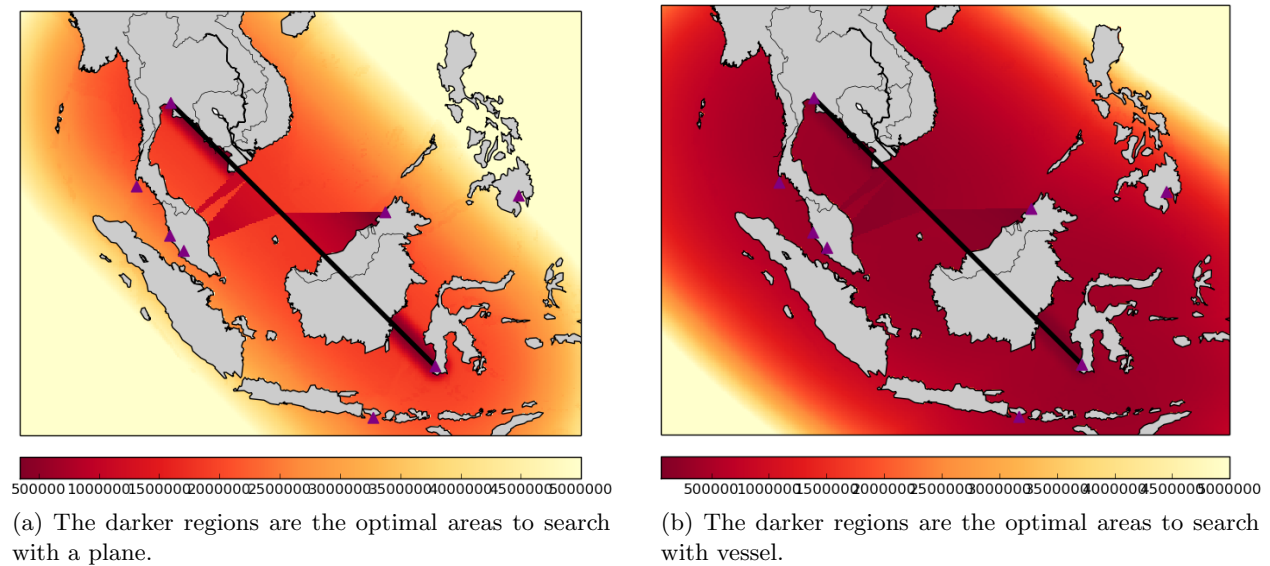 500000 1000000 1500000 2000000 2500000 3000000 3500000 4000000 4500000 5000000
(a) The darker regions are the optimal areas to search
with a plane.
500000 1000000 1500000 2000000 2500000 3000000 3500000 4000000 4500000 5000000
(b) The darker regions are the optimal areas to search
with vessel.